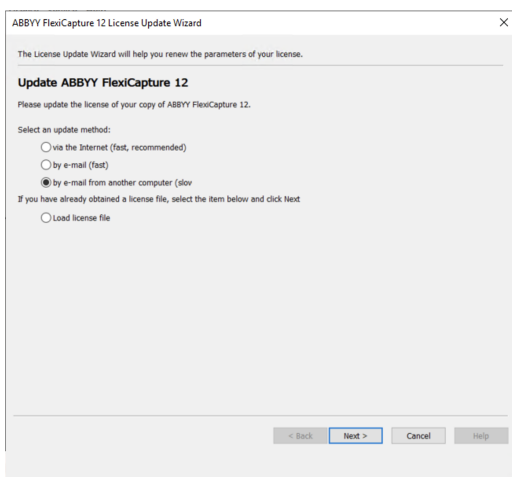 ABBYY FlexiCapture 12 License Update Wizard
The License Update Wizard will help you renew the parameters of your license.
Update ABBYY FlexiCapture 12
Please update the license of your copy of ABBYY FlexiCapture 12.
Select an update method:
via the Internet (fast, recommended)
by e-mail (fast)
by e-mail from another computer (slov
If you have already obtained a license file, select the item below and click Next
Load license file
< Back Next > Cancel Help